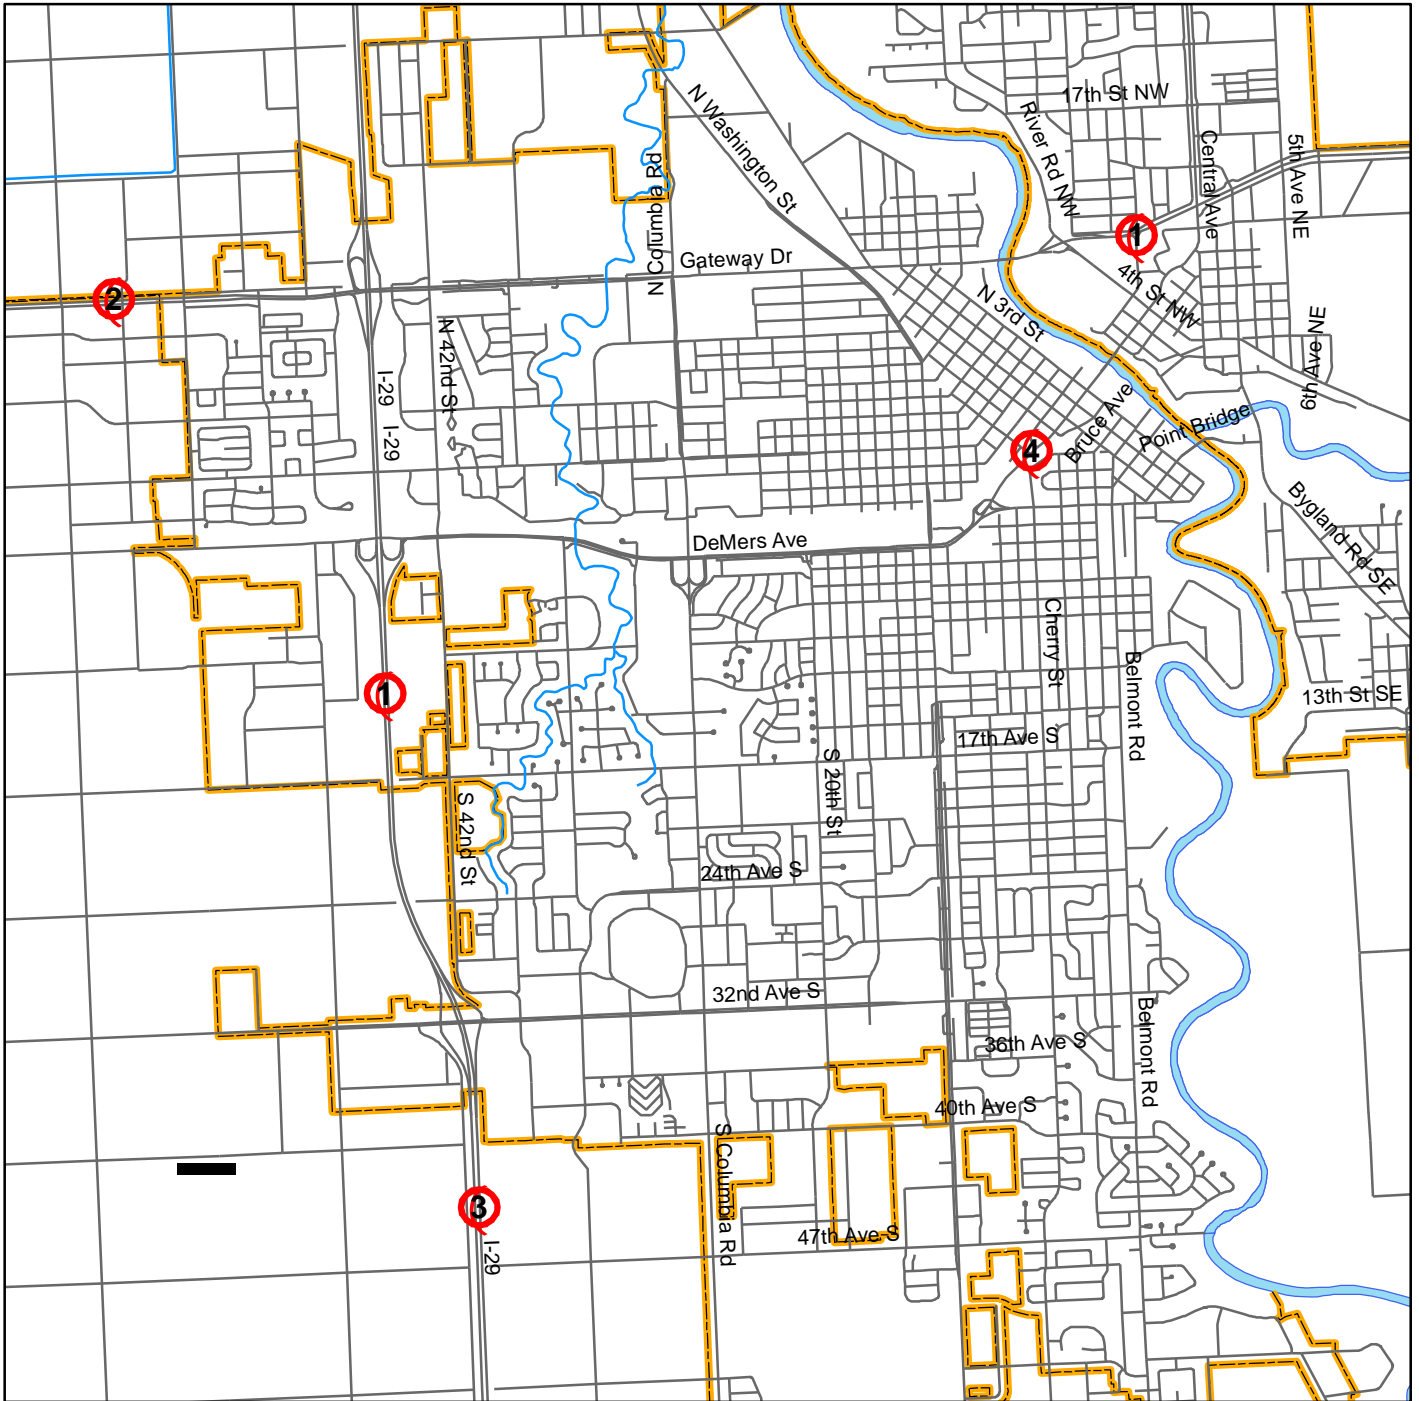 17th St NW
N Washington St
River Rd NW
Central Ave
5th Ave NE
N Columbia Rd
1
Gateway Dr
4th St NW
2
N 3rd St
N 42nd St
6th AveNE
I-29
I-29
Bruce Ave
Point Bridge
4
Bygland Rd SE
DeMers Ave
Cherry St
Belmont Rd
1
13th St SE
17th Ave S
S 20th St
S 42nd St
24th Ave S
32nd Ave S
Belmont Rd
36th Ave S
40th Ave S
S Columbia Rd
3
47th Ave S
I-29